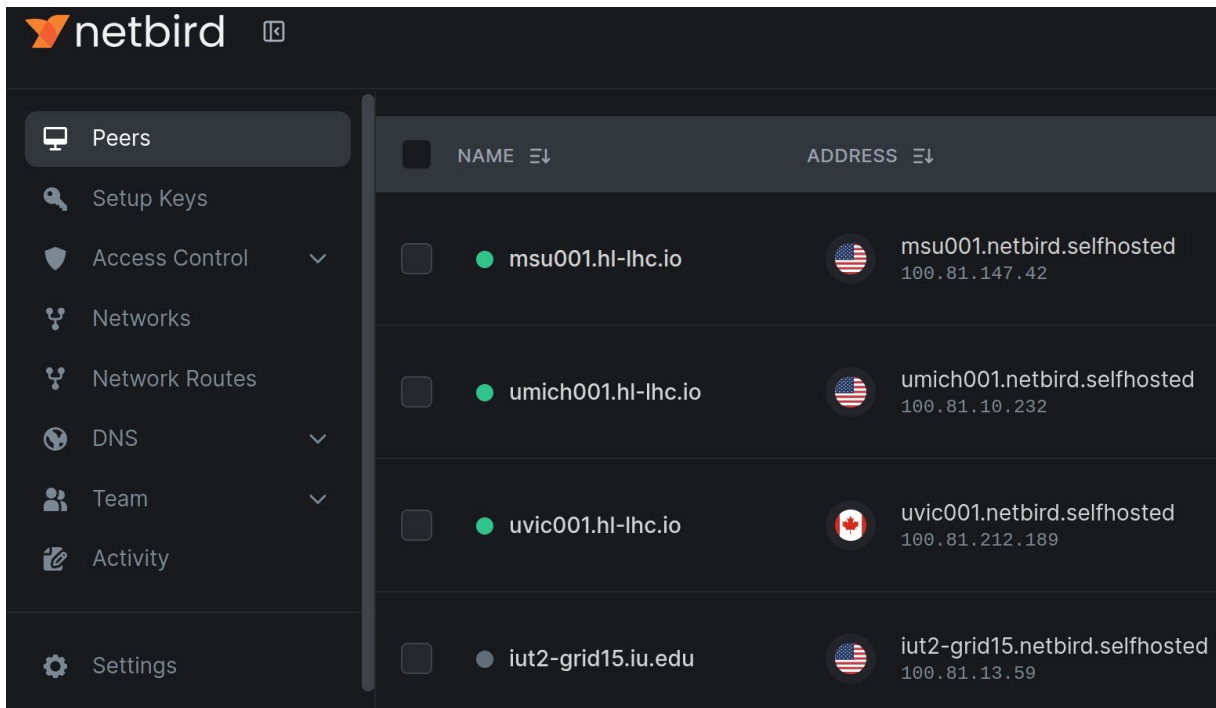 netbird
Peers
Setup Keys
Access Control
Networks
Network Routes
DNS
Team
Activity
Settings
NAME ADDRESS
msu001.hl-lhc.io
msu001.netbird.selfhosted
100.81.147.42
umich001.hl-lhc.io
umich001.netbird.selfhosted
100.81.10.232
uvic001.hl-lhc.io
uvic001.netbird.selfhosted
100.81.212.189
iut2-grid15.iu.edu
iut2-grid15.netbird.selfhosted
100.81.13.59